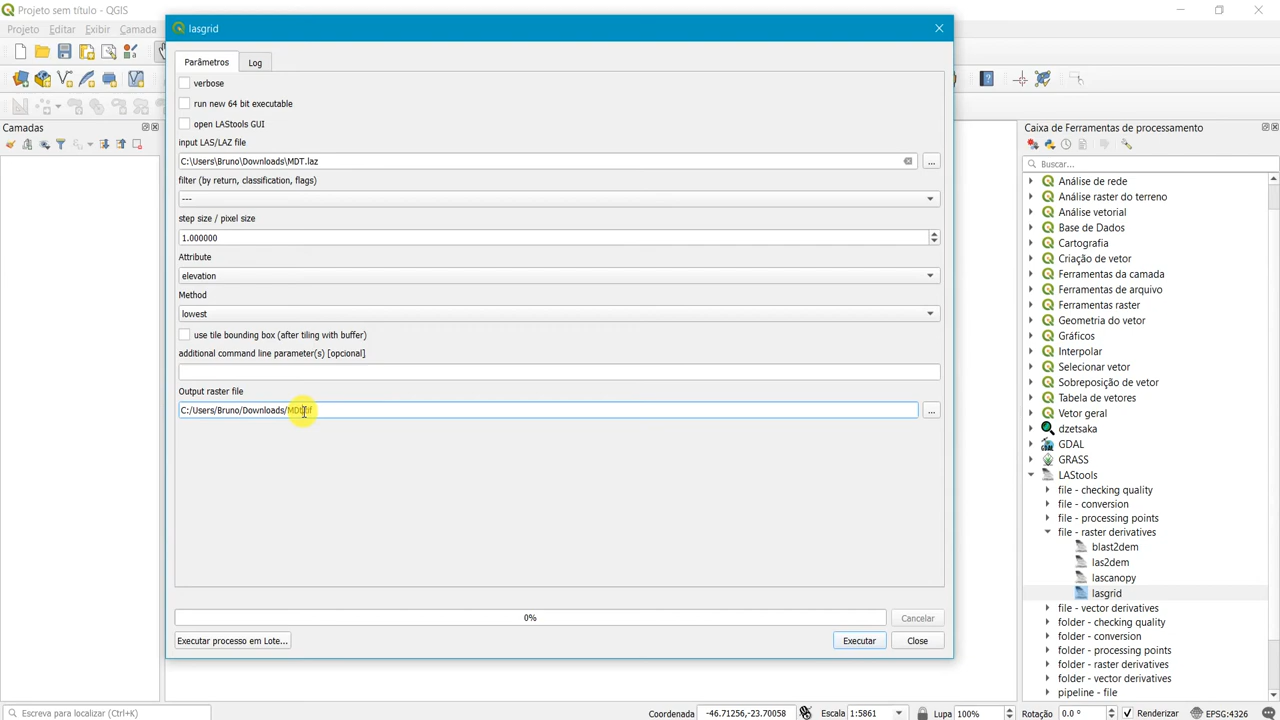 Projeto sem título - QGIS
Projeto Editar Exibir Camada
Camadas
lasgrid
Parâmetros Log
verbose
run new 64 bit executable
open LAStools GUI
input LAS/LAZ file
C:\Users\Bruno\Downloads\MDT.laz
...
filter (by return, classification, flags)
---
step size / pixel size
1.000000
Attribute
elevation
Method
lowest
use tile bounding box (after tiling with buffer)
additional command line parameter(s) [opcional]
Output raster file
C:/Users/Bruno/Downloads/MDT.tif
...
0%
Cancelar
Executar processo em Lote...
Executar
Close
Caixa de Ferramentas de processamento
Buscar...
Análise de rede
Análise raster do terreno
Análise vetorial
Base de Dados
Cartografia
Criação de vetor
Ferramentas da camada
Ferramentas de arquivo
Ferramentas raster
Geometria do vetor
Gráficos
Interpolar
Selecionar vetor
Sobreposição de vetor
Tabela de vetores
Vetor geral
dzetsaka
GDAL
GRASS
LAStools
file - checking quality
file - conversion
file - processing points
file - raster derivatives
blast2dem
las2dem
lascanopy
lasgrid
file - vector derivatives
folder - checking quality
folder - conversion
folder - processing points
folder - raster derivatives
folder - vector derivatives
pipeline - file
Escreva para localizar (Ctrl+K)
Coordenada -46.71256,-23.70058 Escala 1:5861 Lupa 100% Rotação 0.0 ° Renderizar EPSG:4326